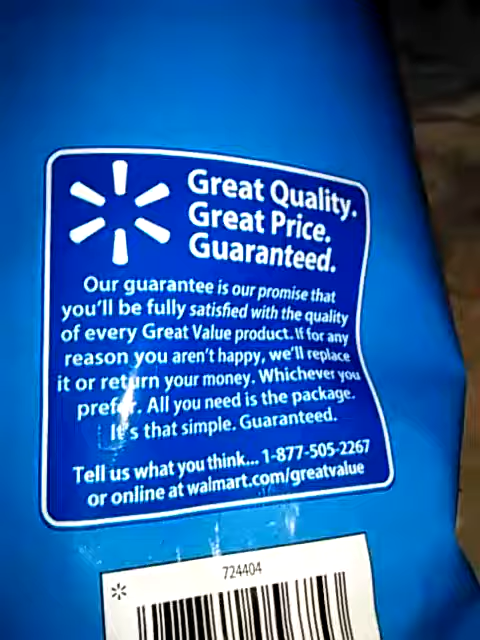 Great Quality.
Great Price.
Guaranteed.
Our guarantee is our promise that
you'll be fully satisfied with the quality
of every Great Value product. If for any
reason you aren't happy, we'll replace
it or return your money. Whichever you
prefer. All you need is the package.
It's that simple. Guaranteed.
Tell us what you think... 1-877-505-2267
or online at walmart.com/greatvalue
724404